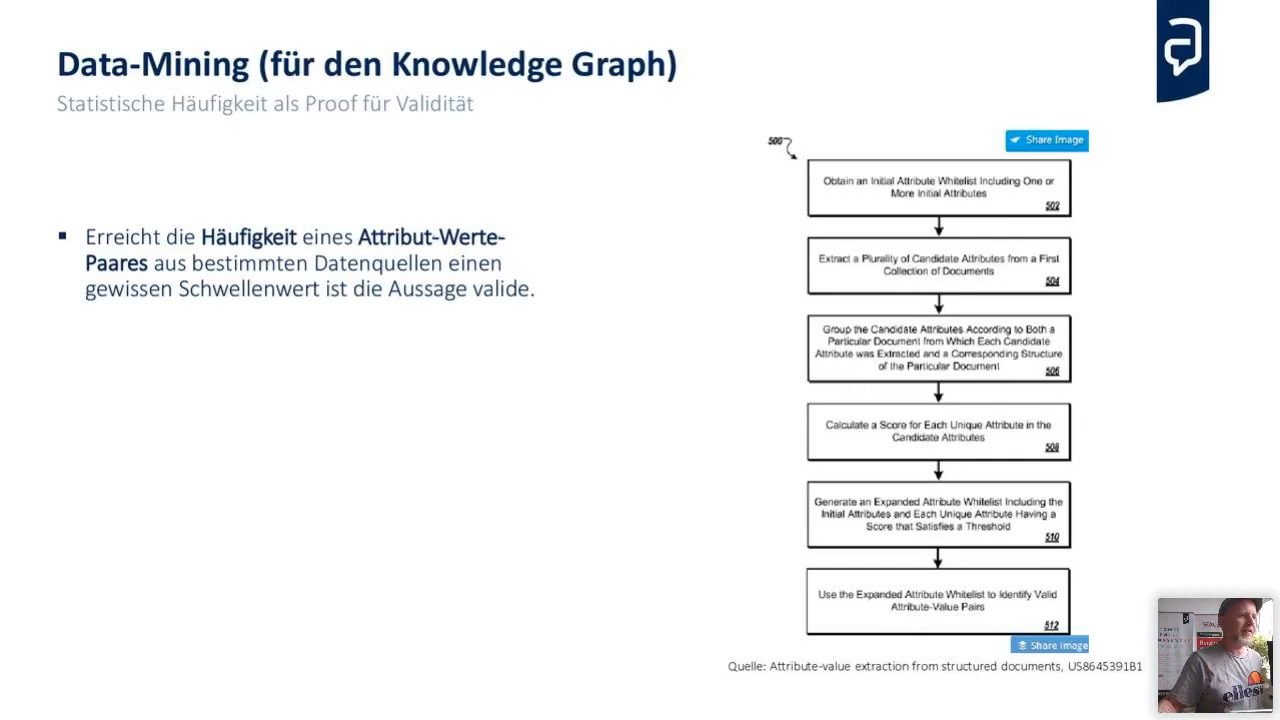 Data-Mining (für den Knowledge Graph)
Statistische Häufigkeit als Proof für Validität
Erreicht die Häufigkeit eines Attribut-Werte-
Paares aus bestimmten Datenquellen einen
gewissen Schwellenwert ist die Aussage valide.
500
Share Image
Obtain an Initial Attribute Whitelist Including One or
More Initial Attributes
502
Extract a Plurality of Candidate Attributes from a First
Collection of Documents
504
Group the Candidate Attributes According to Both a
Particular Document from Which Each Candidate
Attribute was Extracted and a Corresponding Structure
of the Particular Document
506
Calculate a Score for Each Unique Attribute in the
Candidate Attributes
508
Generate an Expanded Attribute Whitelist Including the
Initial Attributes and Each Unique Attribute Having a
Score that Satisfies a Threshold
510
Use the Expanded Attribute Whitelist to Identify Valid
Attribute-Value Pairs
512
Share Image
Quelle: Attribute-value extraction from structured documents, US8645391B1